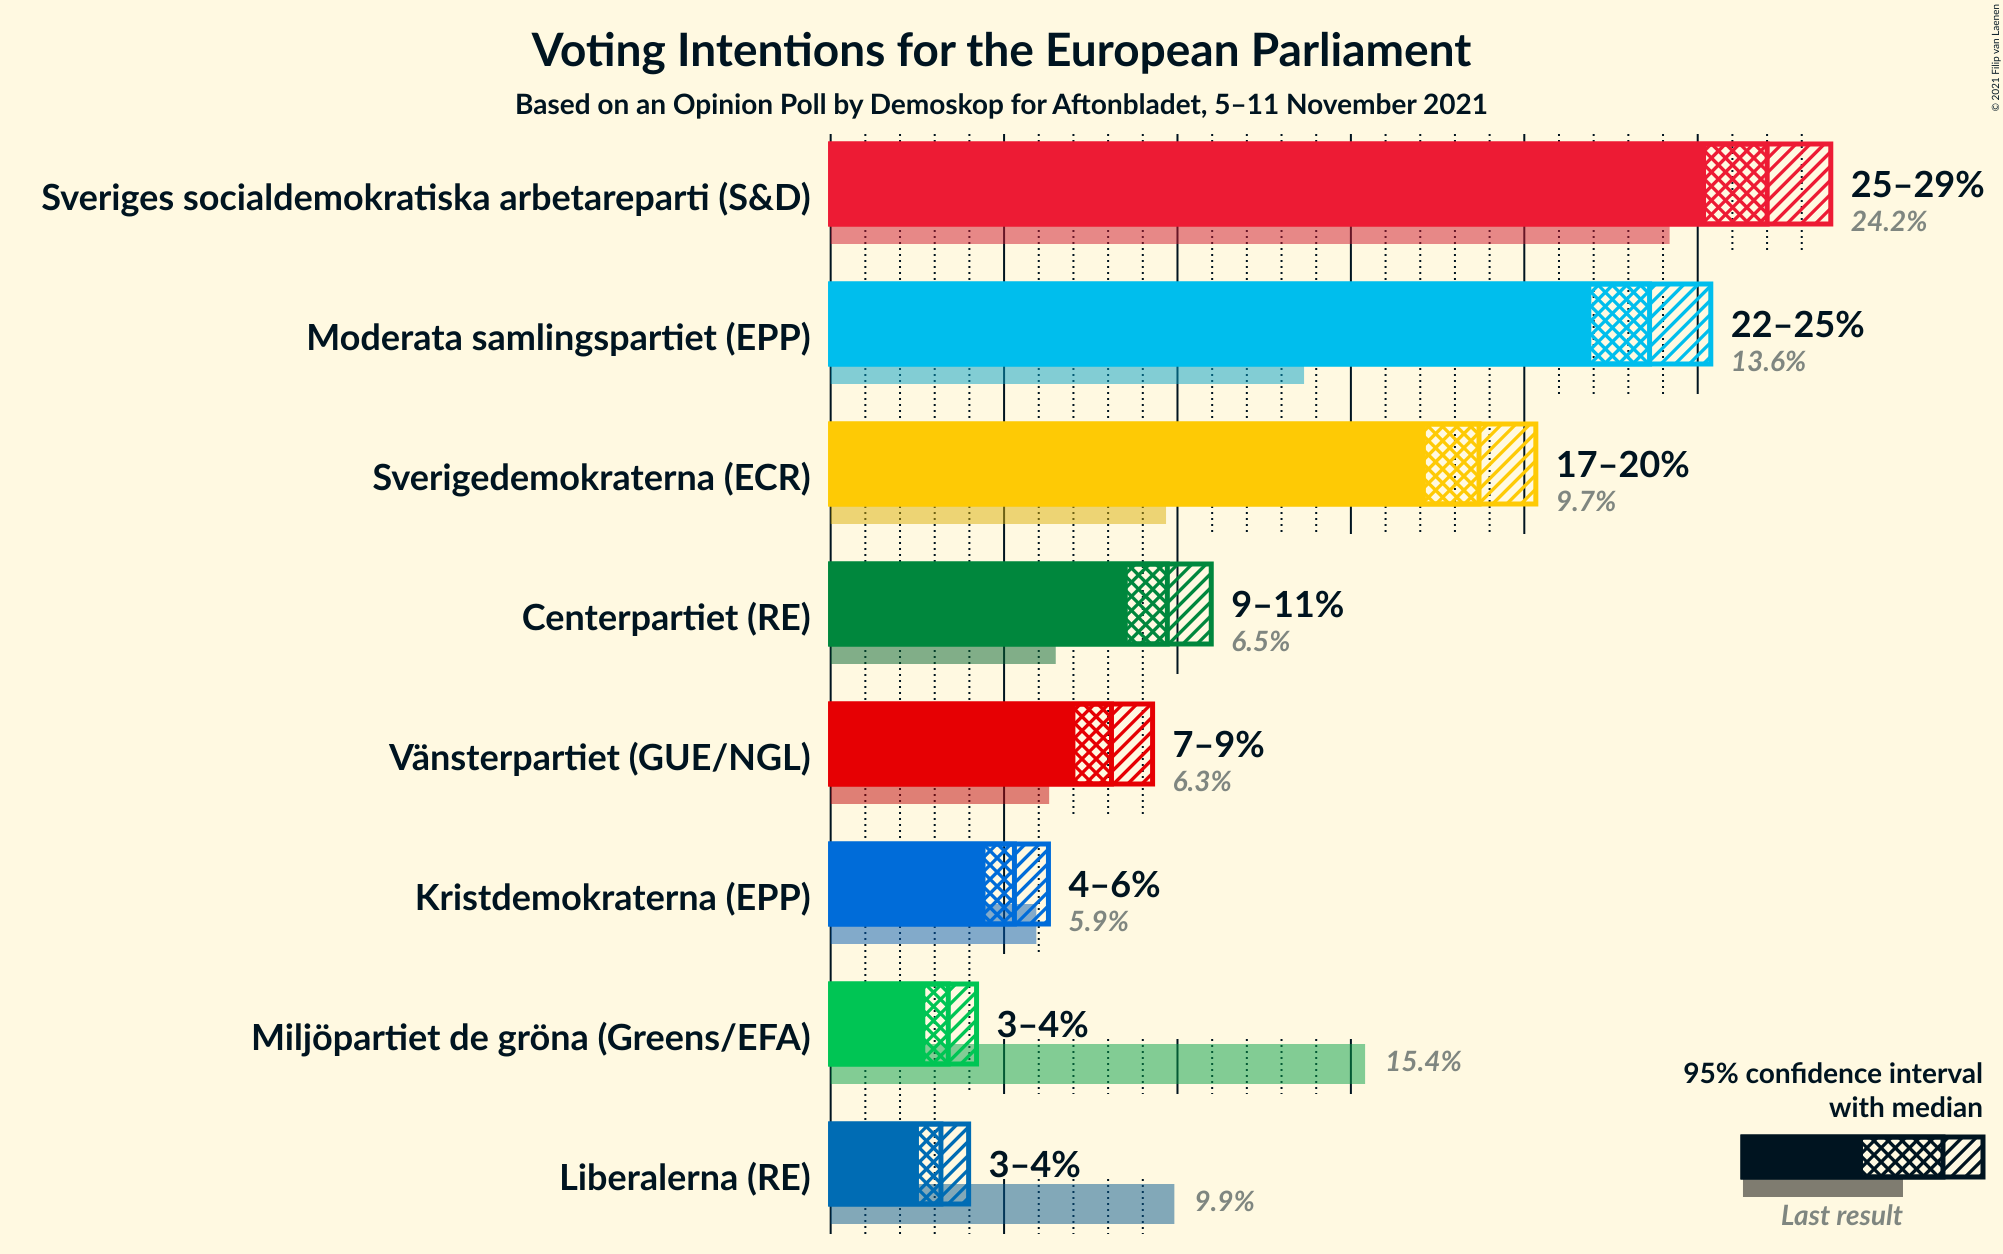 Voting Intentions for the European Parliament
Based on an Opinion Poll by Demoskop for Aftonbladet, 5–11 November 2021
© 2021 Filip van Laenen
Sveriges socialdemokratiska arbetareparti (S&D)
25–29%
24.2%
Moderata samlingspartiet (EPP)
22–25%
13.6%
Sverigedemokraterna (ECR)
17–20%
9.7%
Centerpartiet (RE)
9–11%
6.5%
Vänsterpartiet (GUE/NGL)
7–9%
6.3%
Kristdemokraterna (EPP)
4–6%
5.9%
Miljöpartiet de gröna (Greens/EFA)
3–4%
15.4%
Liberalerna (RE)
3–4%
9.9%
95% confidence interval
with median
Last result